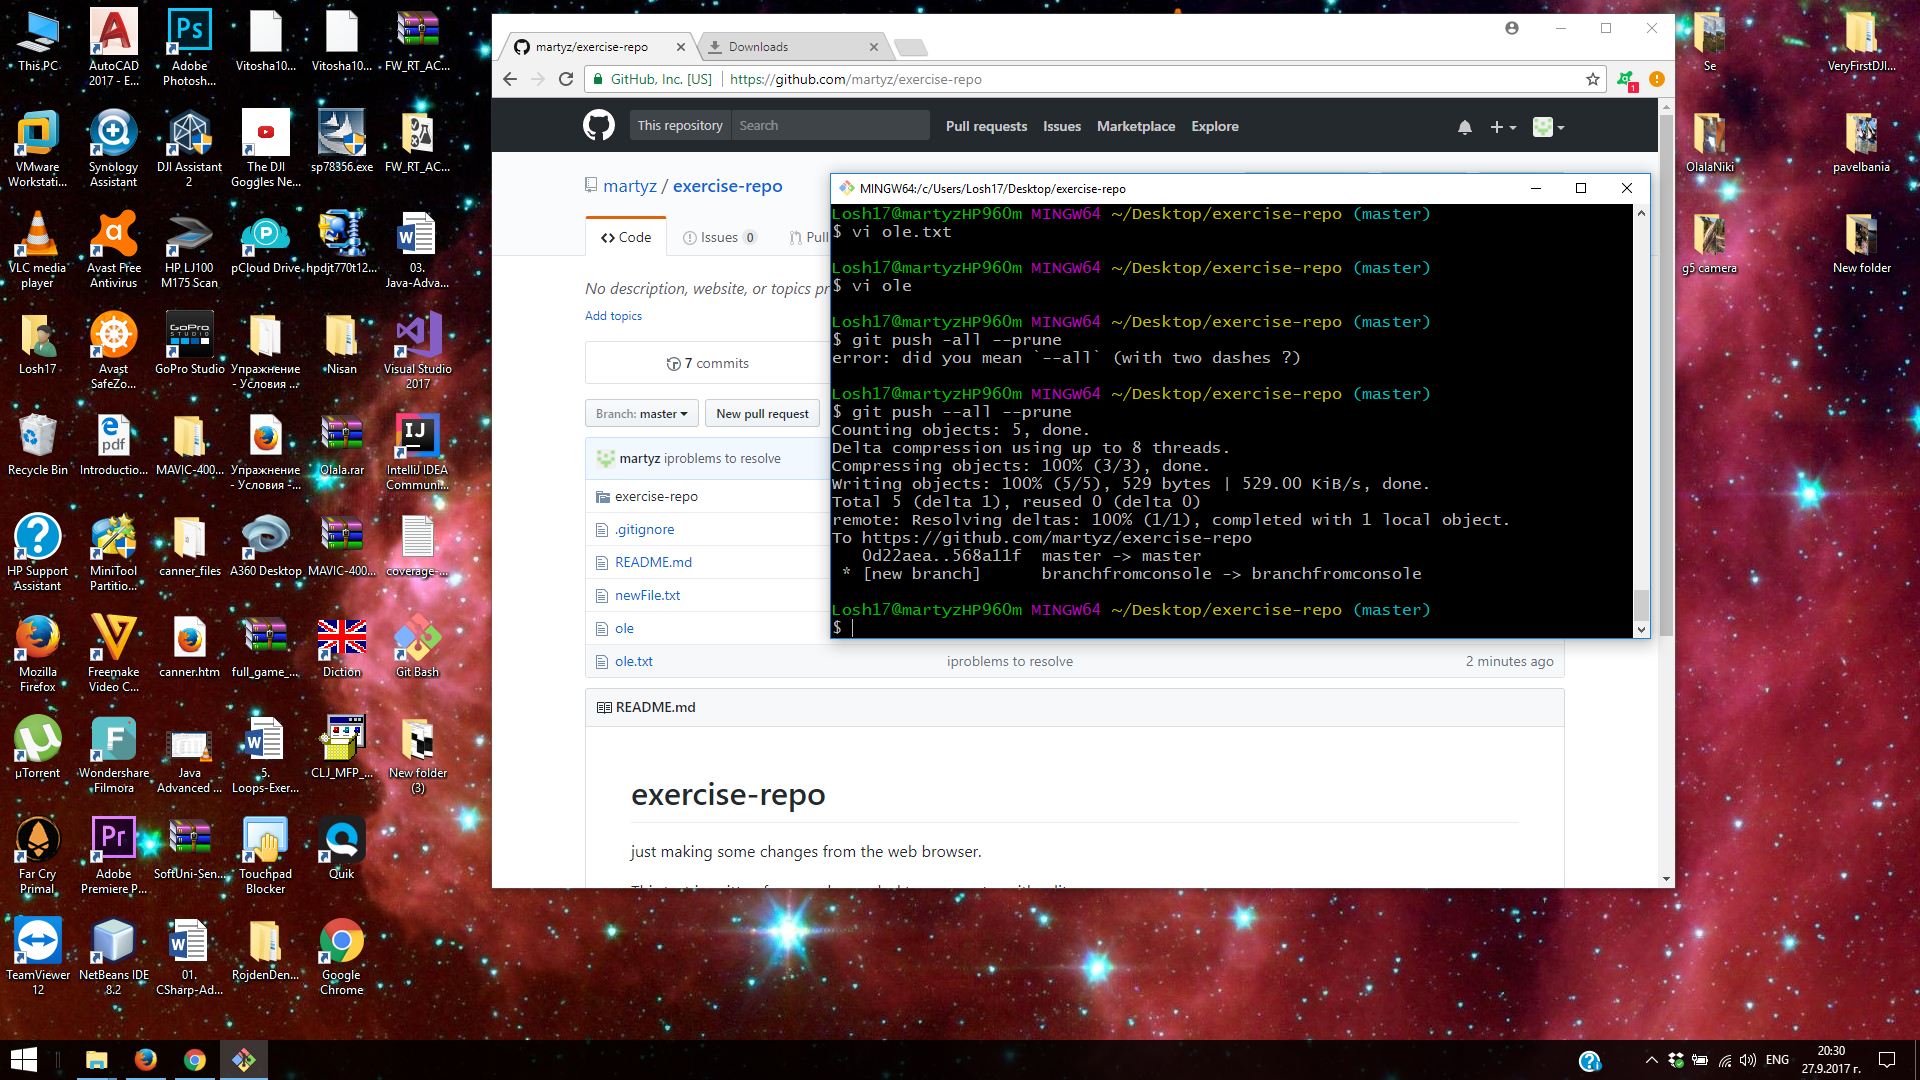 This PC
AutoCAD
2017 - E...
Adobe
Photosh...
Vitosha10...
Vitosha10...
FW_RT_AC...
VMware
Workstati...
Synology
Assistant
DJI Assistant
2
The DJI
Goggles Ne...
sp78356.exe
FW_RT_AC...
VLC media
player
Avast Free
Antivirus
HP LJ100
M175 Scan
pCloud Drive
hpdjt770t12...
03.
Java-Adva...
Losh17
Avast
SafeZo...
GoPro Studio
Упражнение
- Условия ...
Nisan
Visual Studio
2017
Recycle Bin
Introductio...
MAVIC-400...
Упражнение
- Условия -...
Olala.rar
IntelliJ IDEA
Communi...
HP Support
Assistant
MiniTool
Partitio...
canner_files
A360 Desktop
MAVIC-400...
coverage-...
Mozilla
Firefox
Freemake
Video C...
canner.htm
full_game_...
Diction
Git Bash
µTorrent
Wondershare
Filmora
Java
Advanced ...
5.
Loops-Exer...
CLJ_MFP_...
New folder
(3)
Far Cry
Primal
Adobe
Premiere P...
SoftUni-Sen...
Touchpad
Blocker
Quik
TeamViewer
12
NetBeans IDE
8.2
01.
CSharp-Ad...
RojdenDen...
Google
Chrome
martyz/exercise-repo
Downloads
GitHub, Inc. [US]
https://github.com/martyz/exercise-repo
1
This repository
Search
Pull requests
Issues
Marketplace
Explore
martyz / exercise-repo
Code
Issues 0
Pull
No description, website, or topics pr
Add topics
7 commits
Branch: master
New pull request
martyz iproblems to resolve
exercise-repo
.gitignore
README.md
newFile.txt
ole
ole.txt
iproblems to resolve
2 minutes ago
README.md
exercise-repo
just making some changes from the web browser.
MINGW64:/c/Users/Losh17/Desktop/exercise-repo
Losh17@martyzHP960m MINGW64 ~/Desktop/exercise-repo (master)
$ vi ole.txt
Losh17@martyzHP960m MINGW64 ~/Desktop/exercise-repo (master)
$ vi ole
Losh17@martyzHP960m MINGW64 ~/Desktop/exercise-repo (master)
$ git push -all --prune
error: did you mean `--all` (with two dashes ?)
Losh17@martyzHP960m MINGW64 ~/Desktop/exercise-repo (master)
$ git push --all --prune
Counting objects: 5, done.
Delta compression using up to 8 threads.
Compressing objects: 100% (3/3), done.
Writing objects: 100% (5/5), 529 bytes | 529.00 KiB/s, done.
Total 5 (delta 1), reused 0 (delta 0)
remote: Resolving deltas: 100% (1/1), completed with 1 local object.
To https://github.com/martyz/exercise-repo
0d22aea..568a11f master -> master
* [new branch] branchfromconsole -> branchfromconsole
Losh17@martyzHP960m MINGW64 ~/Desktop/exercise-repo (master)
$
Se
VeryFirstDJI...
OlalaNiki
pavelbania
g5 camera
New folder
ENG
20:30
27.9.2017 г.